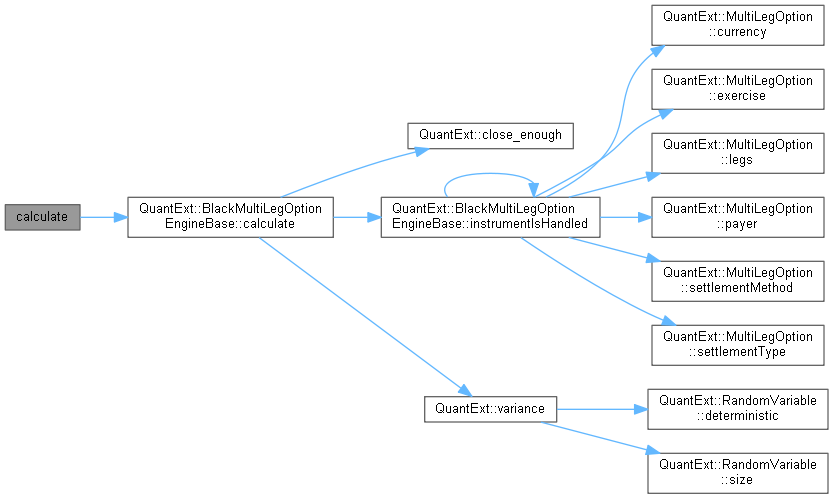 calculate
QuantExt::BlackMultiLegOption
EngineBase::calculate
QuantExt::close_enough
QuantExt::BlackMultiLegOption
EngineBase::instrumentIsHandled
QuantExt::variance
QuantExt::MultiLegOption
::currency
QuantExt::MultiLegOption
::exercise
QuantExt::MultiLegOption
::legs
QuantExt::MultiLegOption
::payer
QuantExt::MultiLegOption
::settlementMethod
QuantExt::MultiLegOption
::settlementType
QuantExt::RandomVariable
::deterministic
QuantExt::RandomVariable
::size